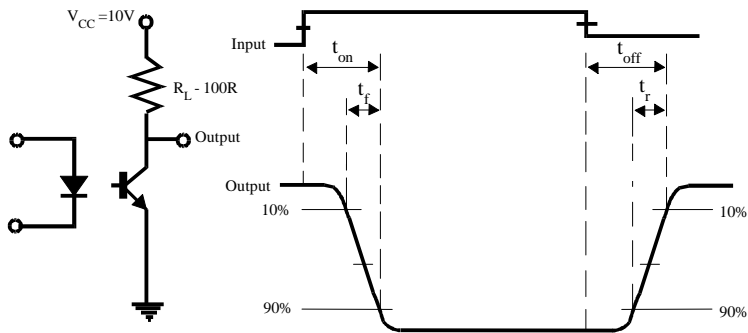 V_CC =10V
R_L - 100R
Output
Input
t_on
t_off
t_f
t_r
Output
10%
10%
90%
90%